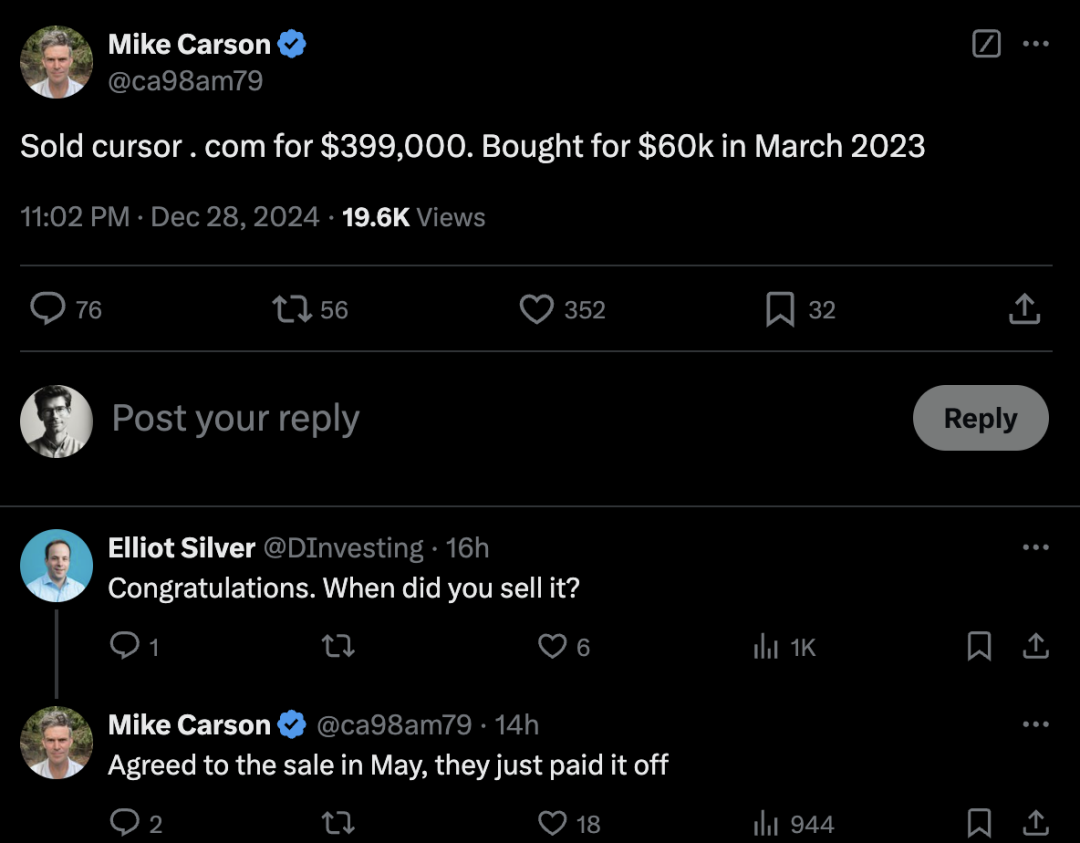 Mike Carson
@ca98am79
Sold cursor . com for $399,000. Bought for $60k in March 2023
11:02 PM · Dec 28, 2024 · 19.6K Views
76 56 352 32
Post your reply Reply
Elliot Silver @DInvesting · 16h
Congratulations. When did you sell it?
1 6 1K
Mike Carson @ca98am79 · 14h
Agreed to the sale in May, they just paid it off
2 18 944